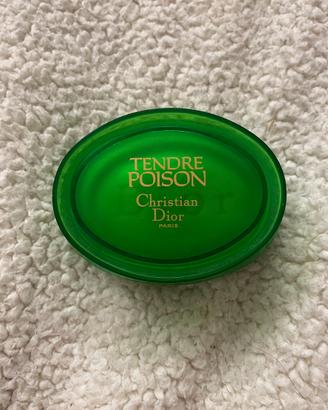 TENDRE
POISON
Christian
Dior
PARIS